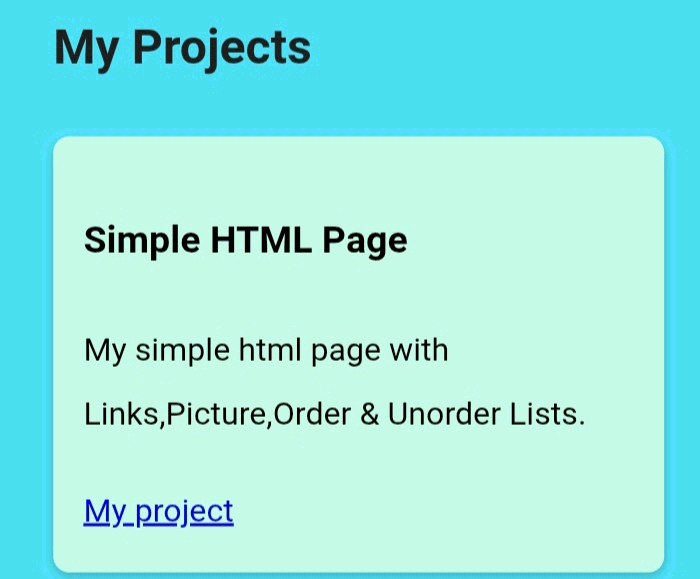 My Projects
Simple HTML Page
My simple html page with
Links,Picture,Order & Unorder Lists.
My project